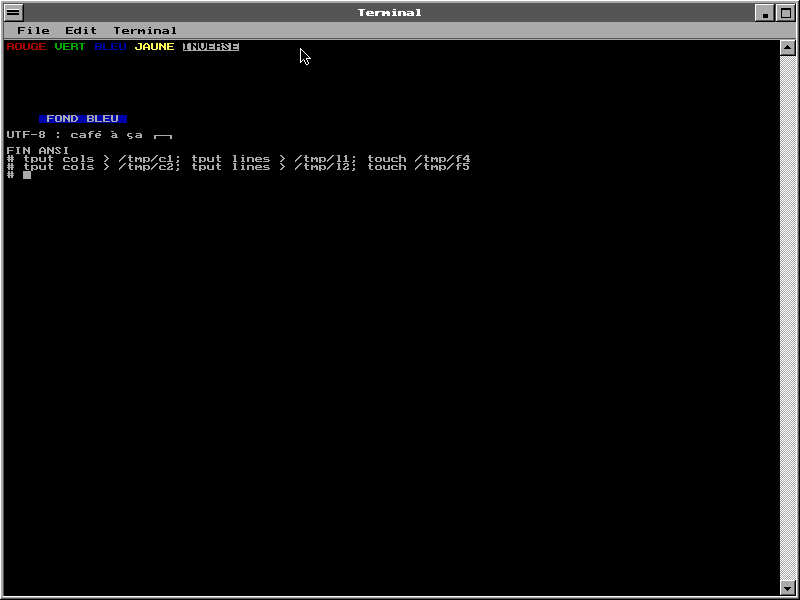 Terminal
File Edit Terminal
ROUGE VERT BLEU JAUNE INVERSE
FOND BLEU
UTF-8 : café à ça ┌─┐
FIN ANSI
# tput cols > /tmp/c1; tput lines > /tmp/l1; touch /tmp/f4
# tput cols > /tmp/c2; tput lines > /tmp/l2; touch /tmp/f5
#